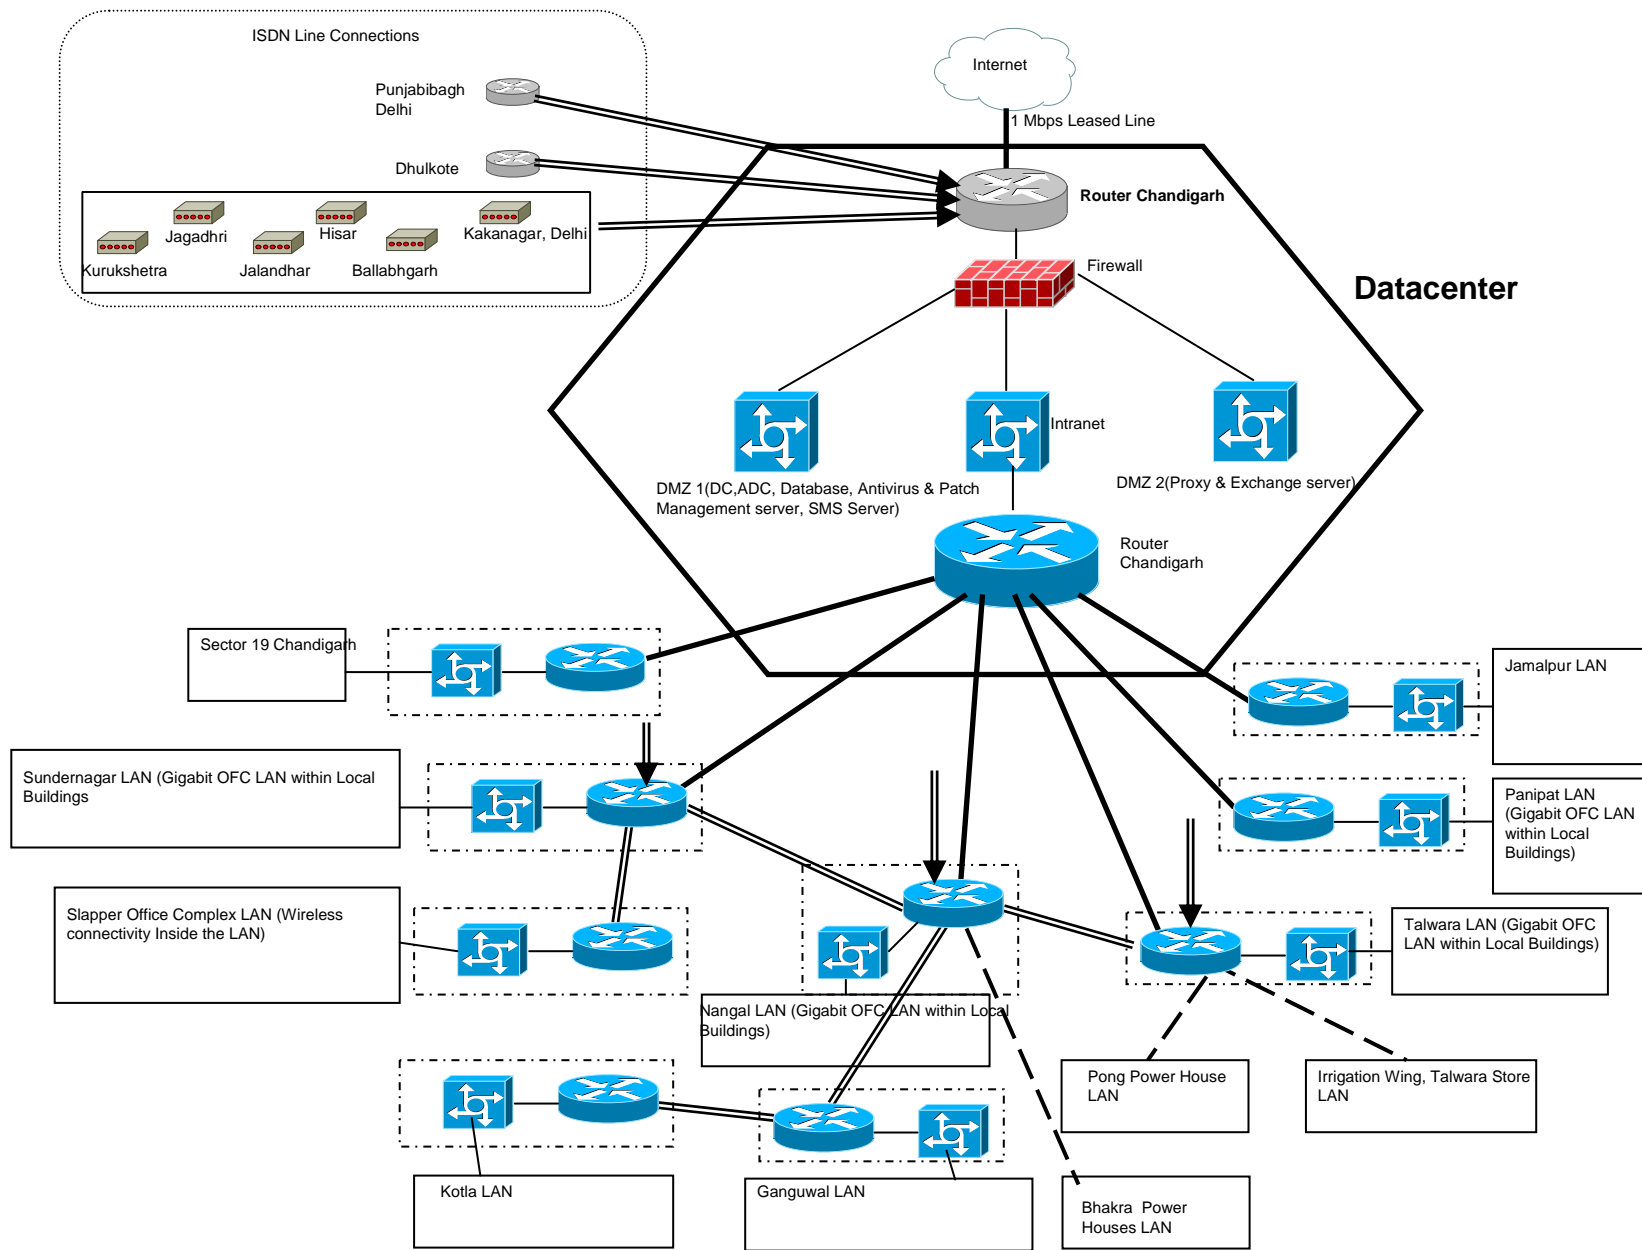 ISDN Line Connections
Punjabibagh
Delhi
Dhulkote
Jagadhri
Hisar
Kakanagar, Delhi
Kurukshetra
Jalandhar
Ballabhgarh
Internet
1 Mbps Leased Line
Router Chandigarh
Firewall
Datacenter
Intranet
DMZ 1(DC,ADC, Database, Antivirus & Patch
Management server, SMS Server)
DMZ 2(Proxy & Exchange server)
Router
Chandigarh
Sector 19 Chandigarh
Jamalpur LAN
Sundernagar LAN (Gigabit OFC LAN within Local
Buildings
Panipat LAN
(Gigabit OFC LAN
within Local
Buildings)
Slapper Office Complex LAN (Wireless
connectivity Inside the LAN)
Talwara LAN (Gigabit OFC
LAN within Local Buildings)
Nangal LAN (Gigabit OFC LAN within Local
Buildings)
Pong Power House
LAN
Irrigation Wing, Talwara Store
LAN
Kotla LAN
Ganguwal LAN
Bhakra Power
Houses LAN